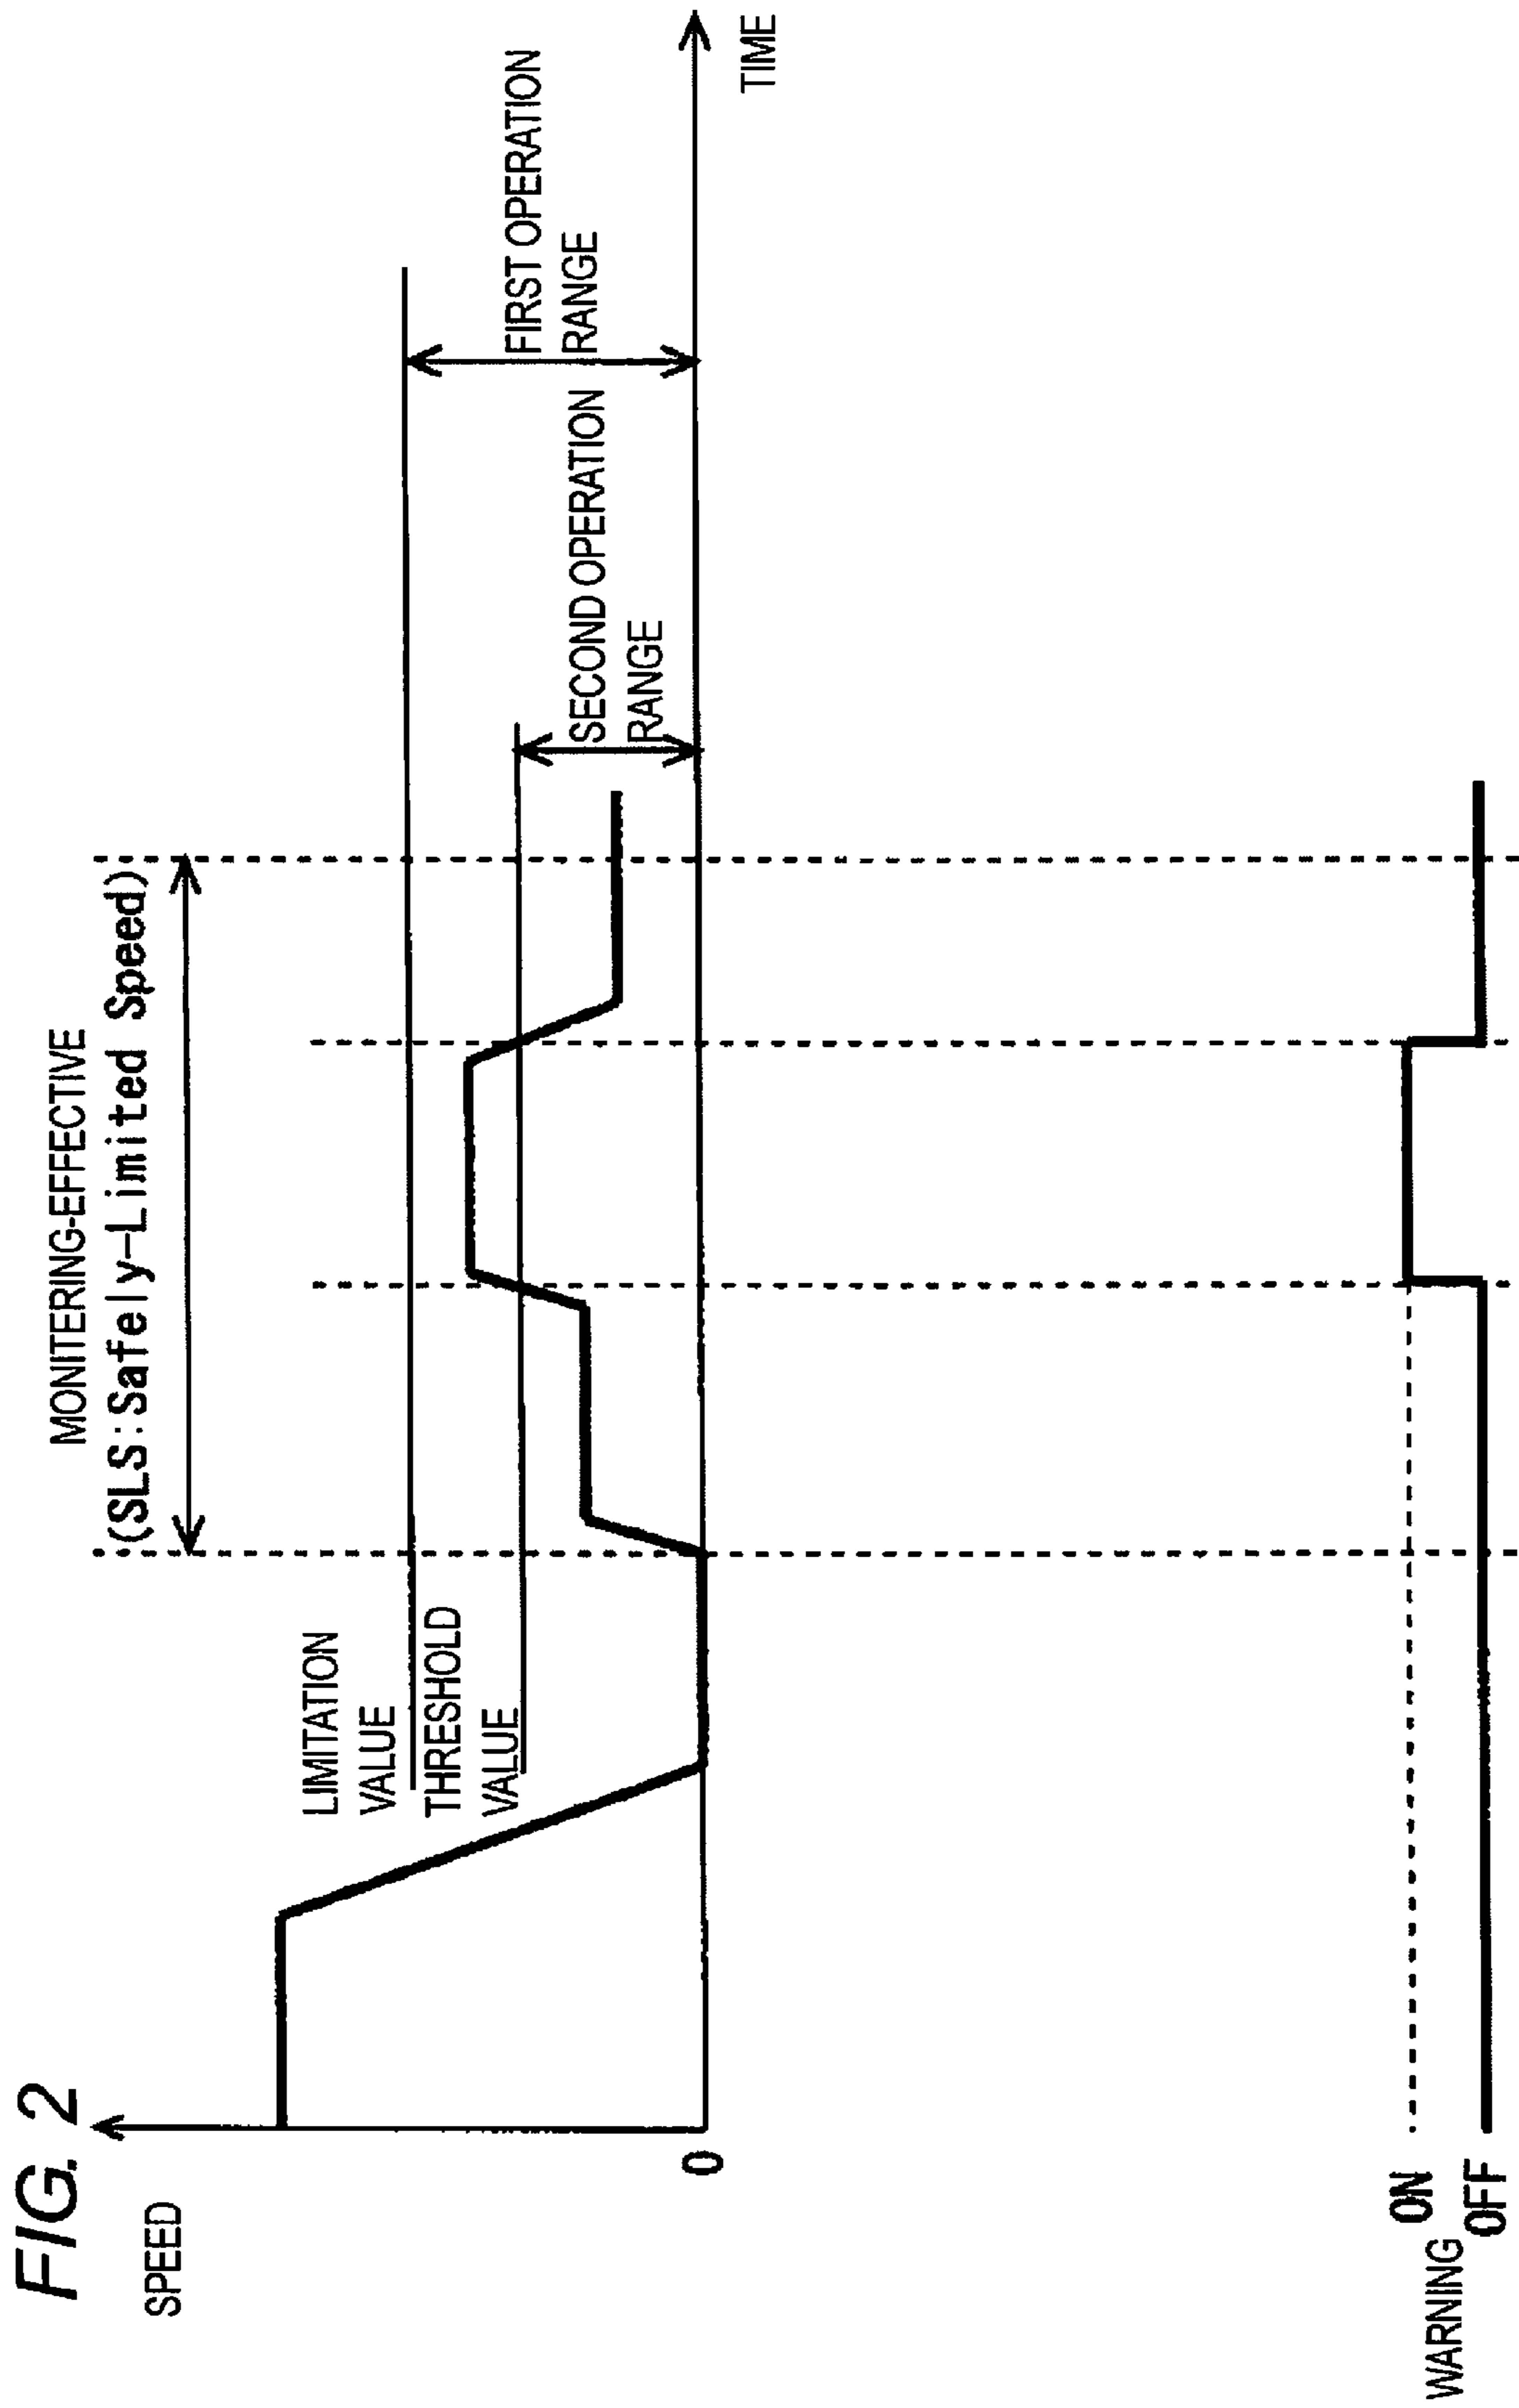 FIG. 2
SPEED
MONITERING-EFFECTIVE
(SLS:Safely-Limited Speed)
LIMITATION
VALUE
THRESHOLD
VALUE
FIRST OPERATION
RANGE
SECOND OPERATION
RANGE
0
TIME
WARNING
ON
OFF